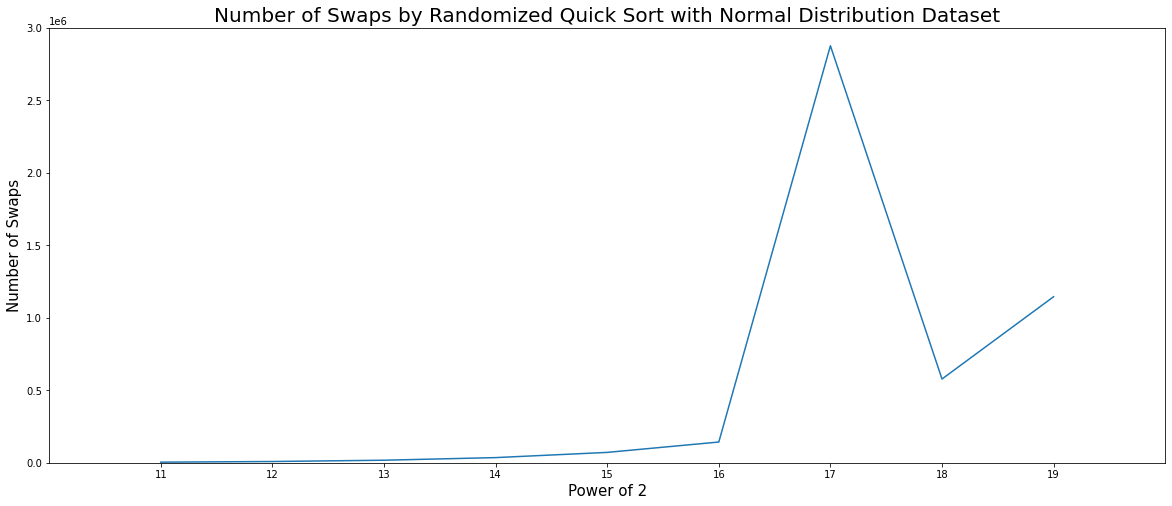 Number of Swaps by Randomized Quick Sort with Normal Distribution Dataset
1e6
3.0
2.5
2.0
1.5
1.0
0.5
0.0
Number of Swaps
11 12 13 14 15 16 17 18 19
Power of 2